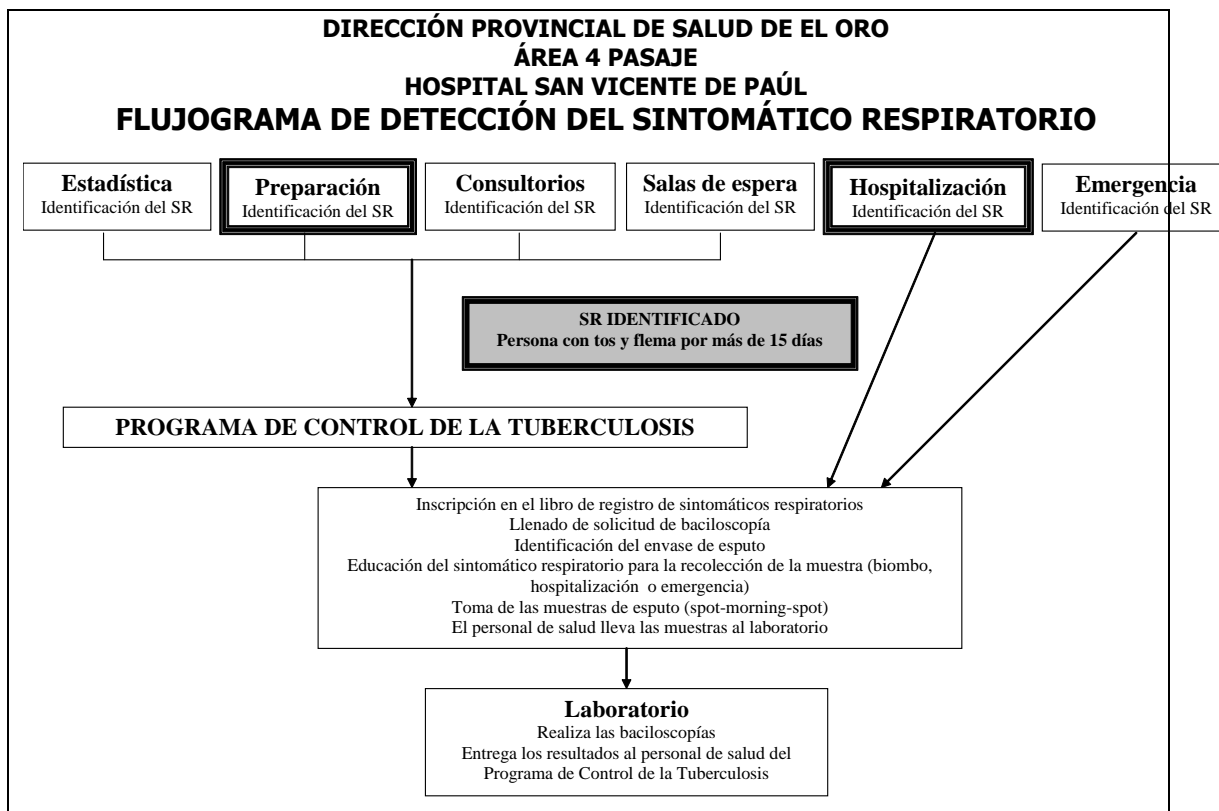 DIRECCIÓN PROVINCIAL DE SALUD DE EL ORO
ÁREA 4 PASAJE
HOSPITAL SAN VICENTE DE PAÚL
FLUJOGRAMA DE DETECCIÓN DEL SINTOMÁTICO RESPIRATORIO
Estadística
Identificación del SR
Preparación
Identificación del SR
Consultorios
Identificación del SR
Salas de espera
Identificación del SR
Hospitalización
Identificación del SR
Emergencia
Identificación del SR
SR IDENTIFICADO
Persona con tos y flema por más de 15 días
PROGRAMA DE CONTROL DE LA TUBERCULOSIS
Inscripción en el libro de registro de sintomáticos respiratorios
Llenado de solicitud de baciloscopía
Identificación del envase de esputo
Educación del sintomático respiratorio para la recolección de la muestra (biombo,
hospitalización o emergencia)
Toma de las muestras de esputo (spot-morning-spot)
El personal de salud lleva las muestras al laboratorio
Laboratorio
Realiza las baciloscopías
Entrega los resultados al personal de salud del
Programa de Control de la Tuberculosis